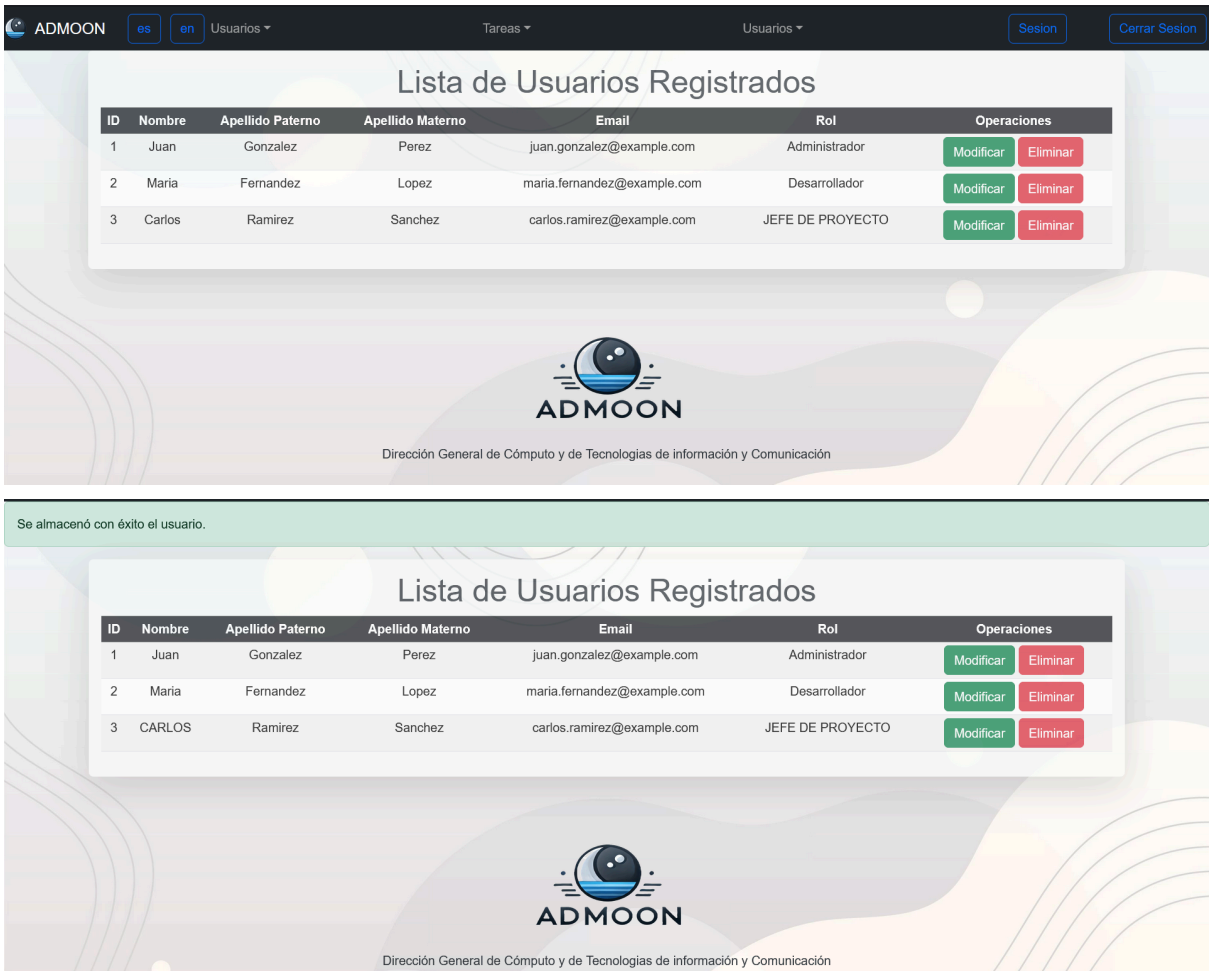 ADMOON es en Usuarios Tareas Usuarios Sesion Cerrar Sesion
Lista de Usuarios Registrados
ID Nombre Apellido Paterno Apellido Materno Email Rol Operaciones
1 Juan Gonzalez Perez juan.gonzalez@example.com Administrador Modificar Eliminar
2 Maria Fernandez Lopez maria.fernandez@example.com Desarrollador Modificar Eliminar
3 Carlos Ramirez Sanchez carlos.ramirez@example.com JEFE DE PROYECTO Modificar Eliminar
ADMOON
Dirección General de Cómputo y de Tecnologias de información y Comunicación
Se almacenó con éxito el usuario.
Lista de Usuarios Registrados
ID Nombre Apellido Paterno Apellido Materno Email Rol Operaciones
1 Juan Gonzalez Perez juan.gonzalez@example.com Administrador Modificar Eliminar
2 Maria Fernandez Lopez maria.fernandez@example.com Desarrollador Modificar Eliminar
3 CARLOS Ramirez Sanchez carlos.ramirez@example.com JEFE DE PROYECTO Modificar Eliminar
ADMOON
Dirección General de Cómputo y de Tecnologias de información y Comunicación